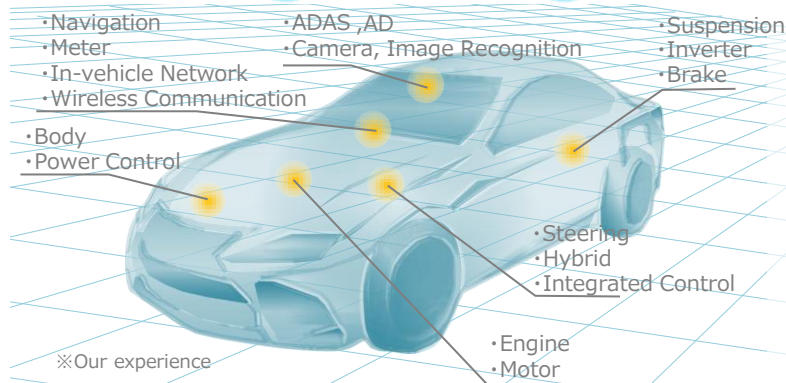 ・Navigation
・Meter
・In-vehicle Network
・Wireless Communication
・ADAS ,AD
・Camera, Image Recognition
・Suspension
・Inverter
・Brake
・Body
・Power Control
・Steering
・Hybrid
・Integrated Control
・Engine
・Motor
※Our experience